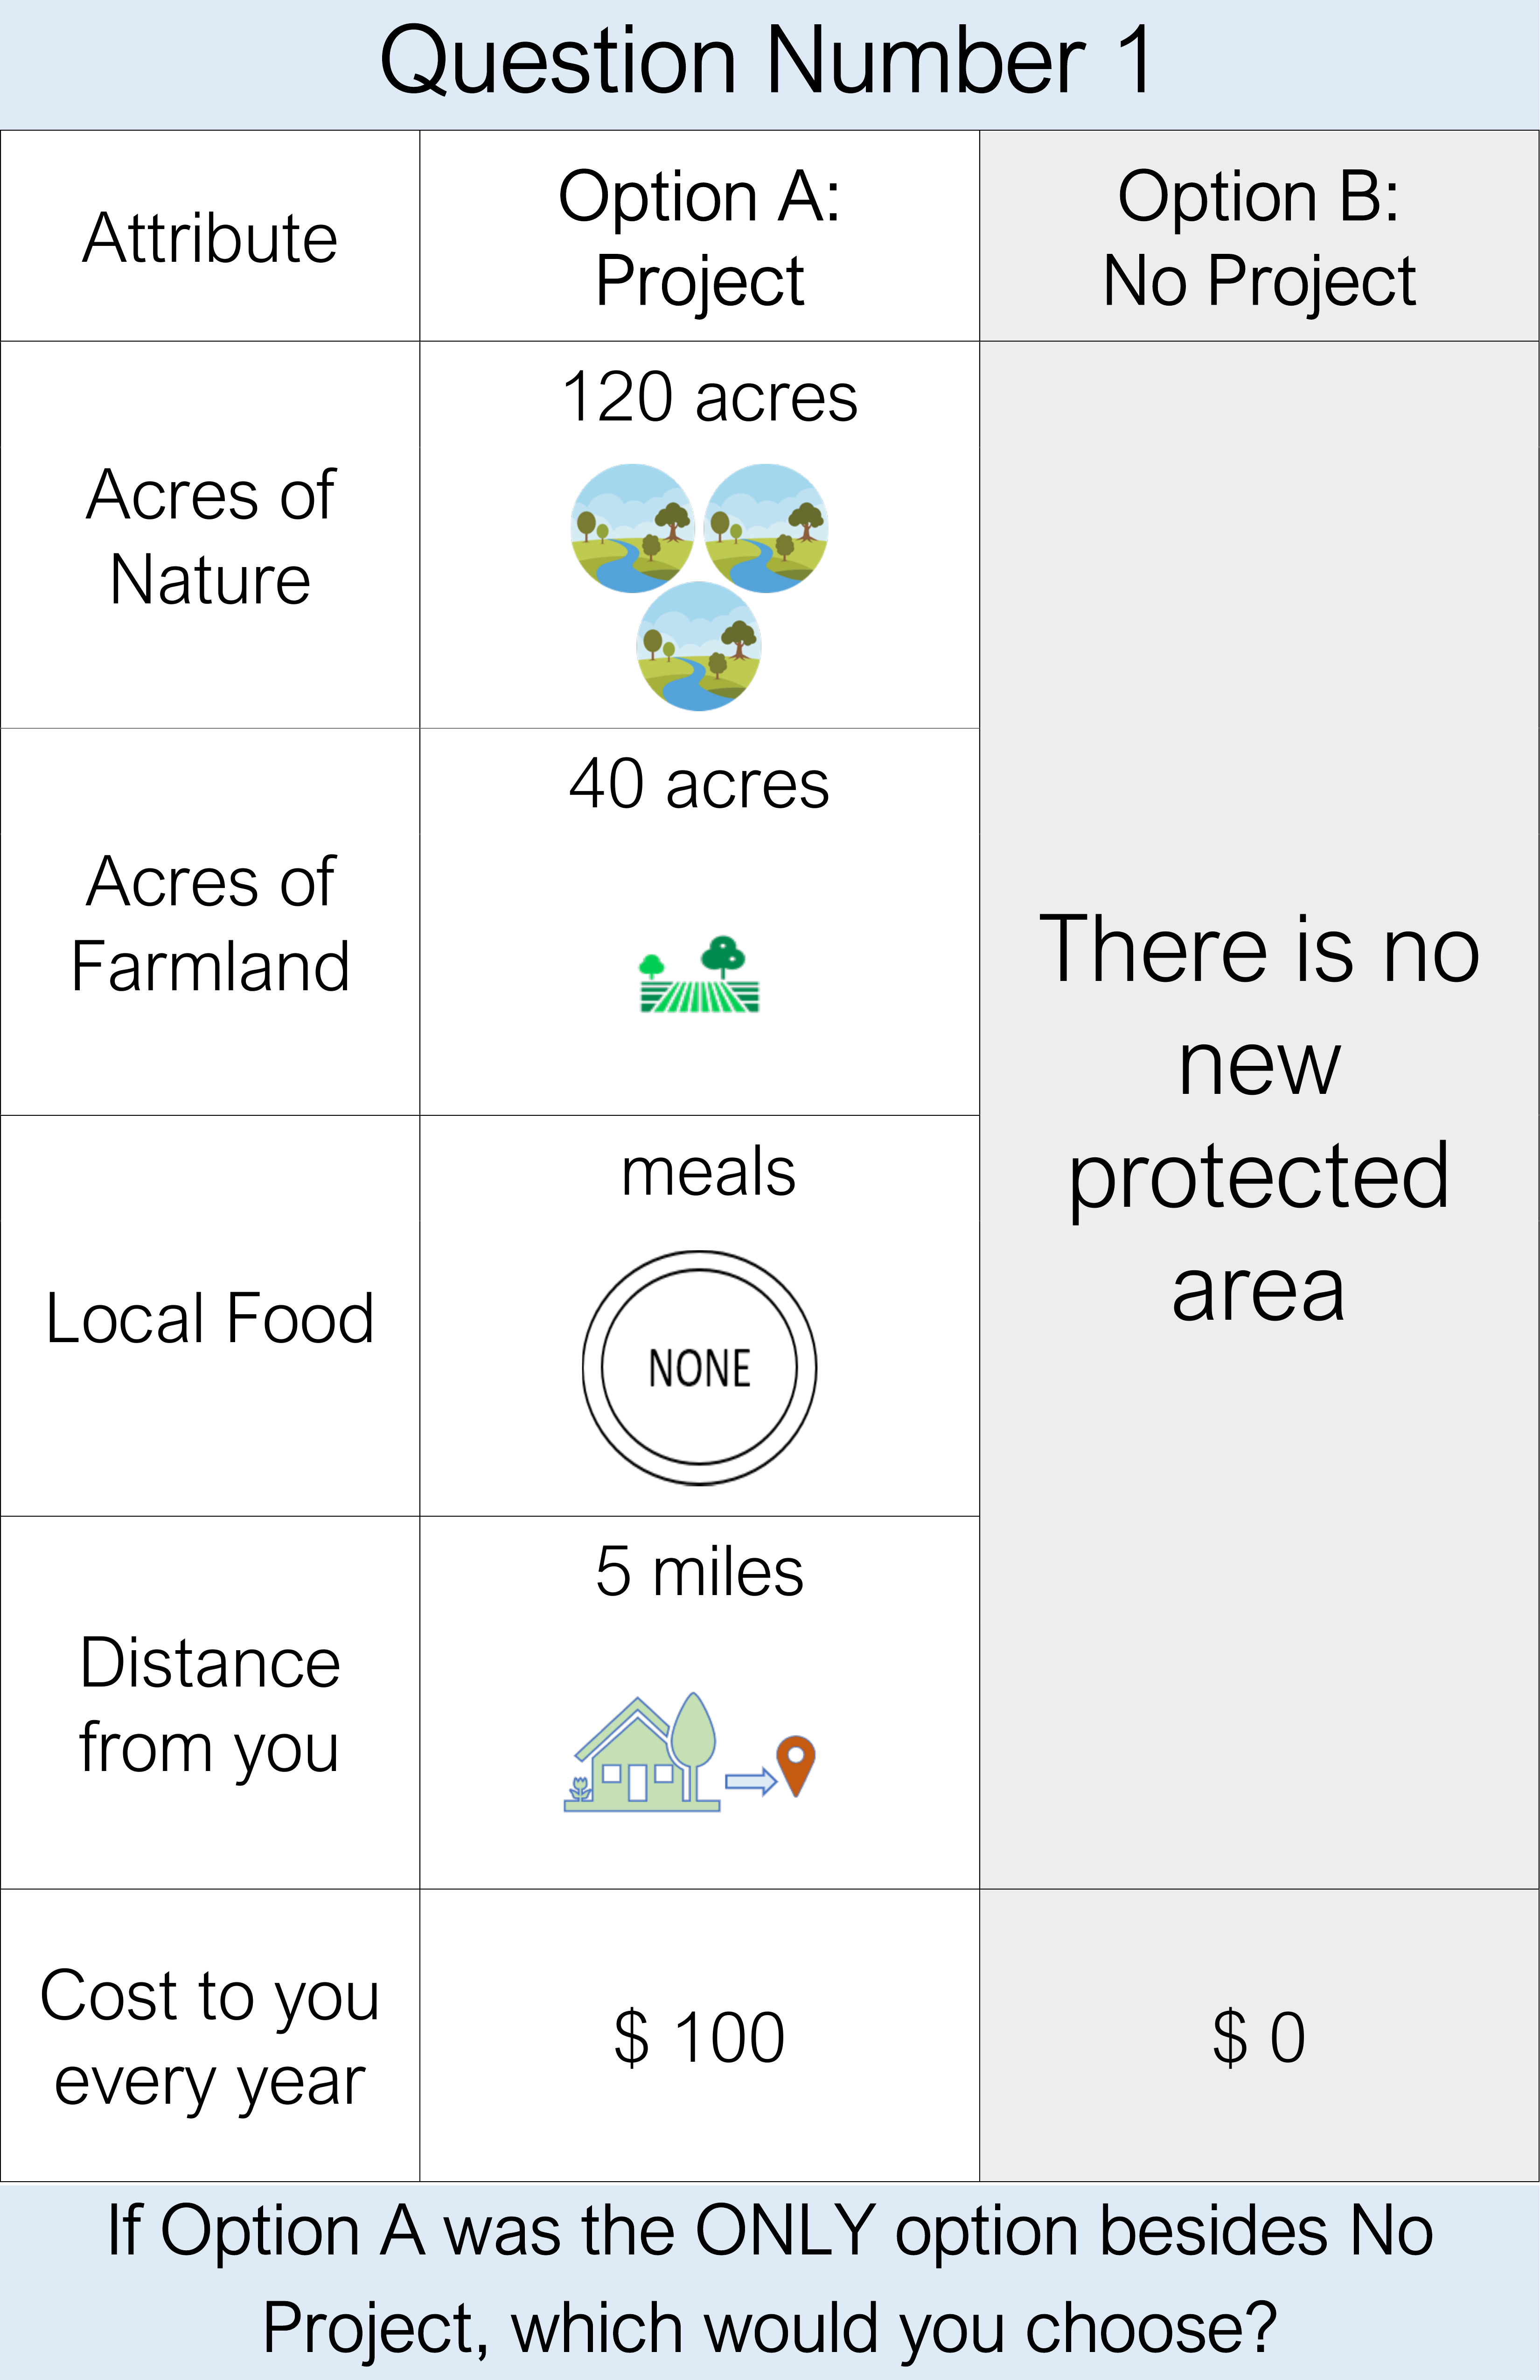 Question Number 1
Attribute
Option A:
Project
Option B:
No Project
Acres of
Nature
120 acres
Acres of
Farmland
40 acres
There is no
new
protected
area
Local Food
meals
NONE
Distance
from you
5 miles
Cost to you
every year
$ 100
$ 0
If Option A was the ONLY option besides No
Project, which would you choose?